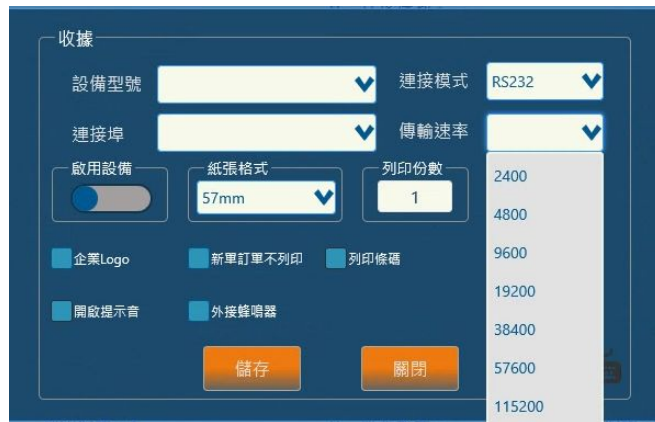 收據
設備型號
連接模式 RS232
連接埠
傳輸速率
啟用設備
紙張格式
57mm
列印份數
1
2400
4800
9600
19200
38400
57600
115200
企業Logo
新單訂單不列印
列印條碼
開啟提示音
外接蜂鳴器
儲存
關閉